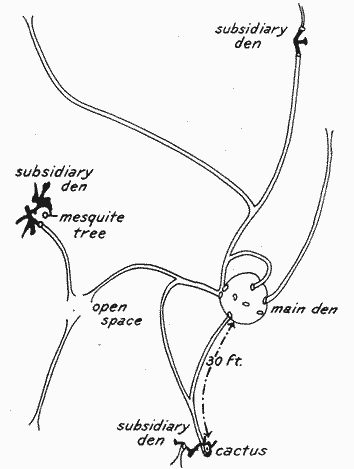 subsidiary
den
subsidiary
den
mesquite
tree
open
space
main den
30 ft.
subsidiary
den
cactus